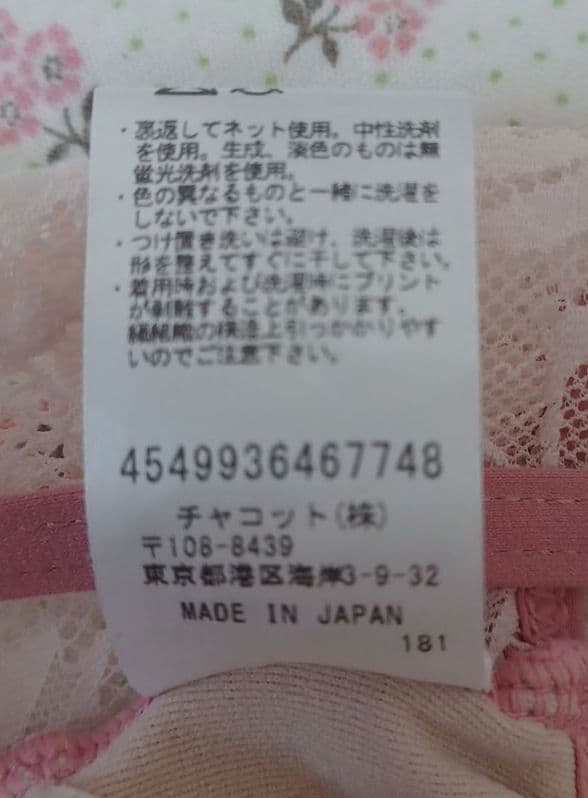 ・裏返してネット使用。中性洗剤
を使用。生成、淡色のものは無
蛍光洗剤を使用。
・色の異なるものと一緒に洗濯を
しないで下さい。
・つけ置き洗いは避け、洗濯後は
形を整えてすぐに干して下さい。
・着用時および洗濯時にプリント
が剥離することがあります。
の構造上引っかかりやす
いのでご注意下さい。
4549936467748
チャコット(株)
〒108-8439
東京都港区海岸3-9-32
MADE IN JAPAN
181